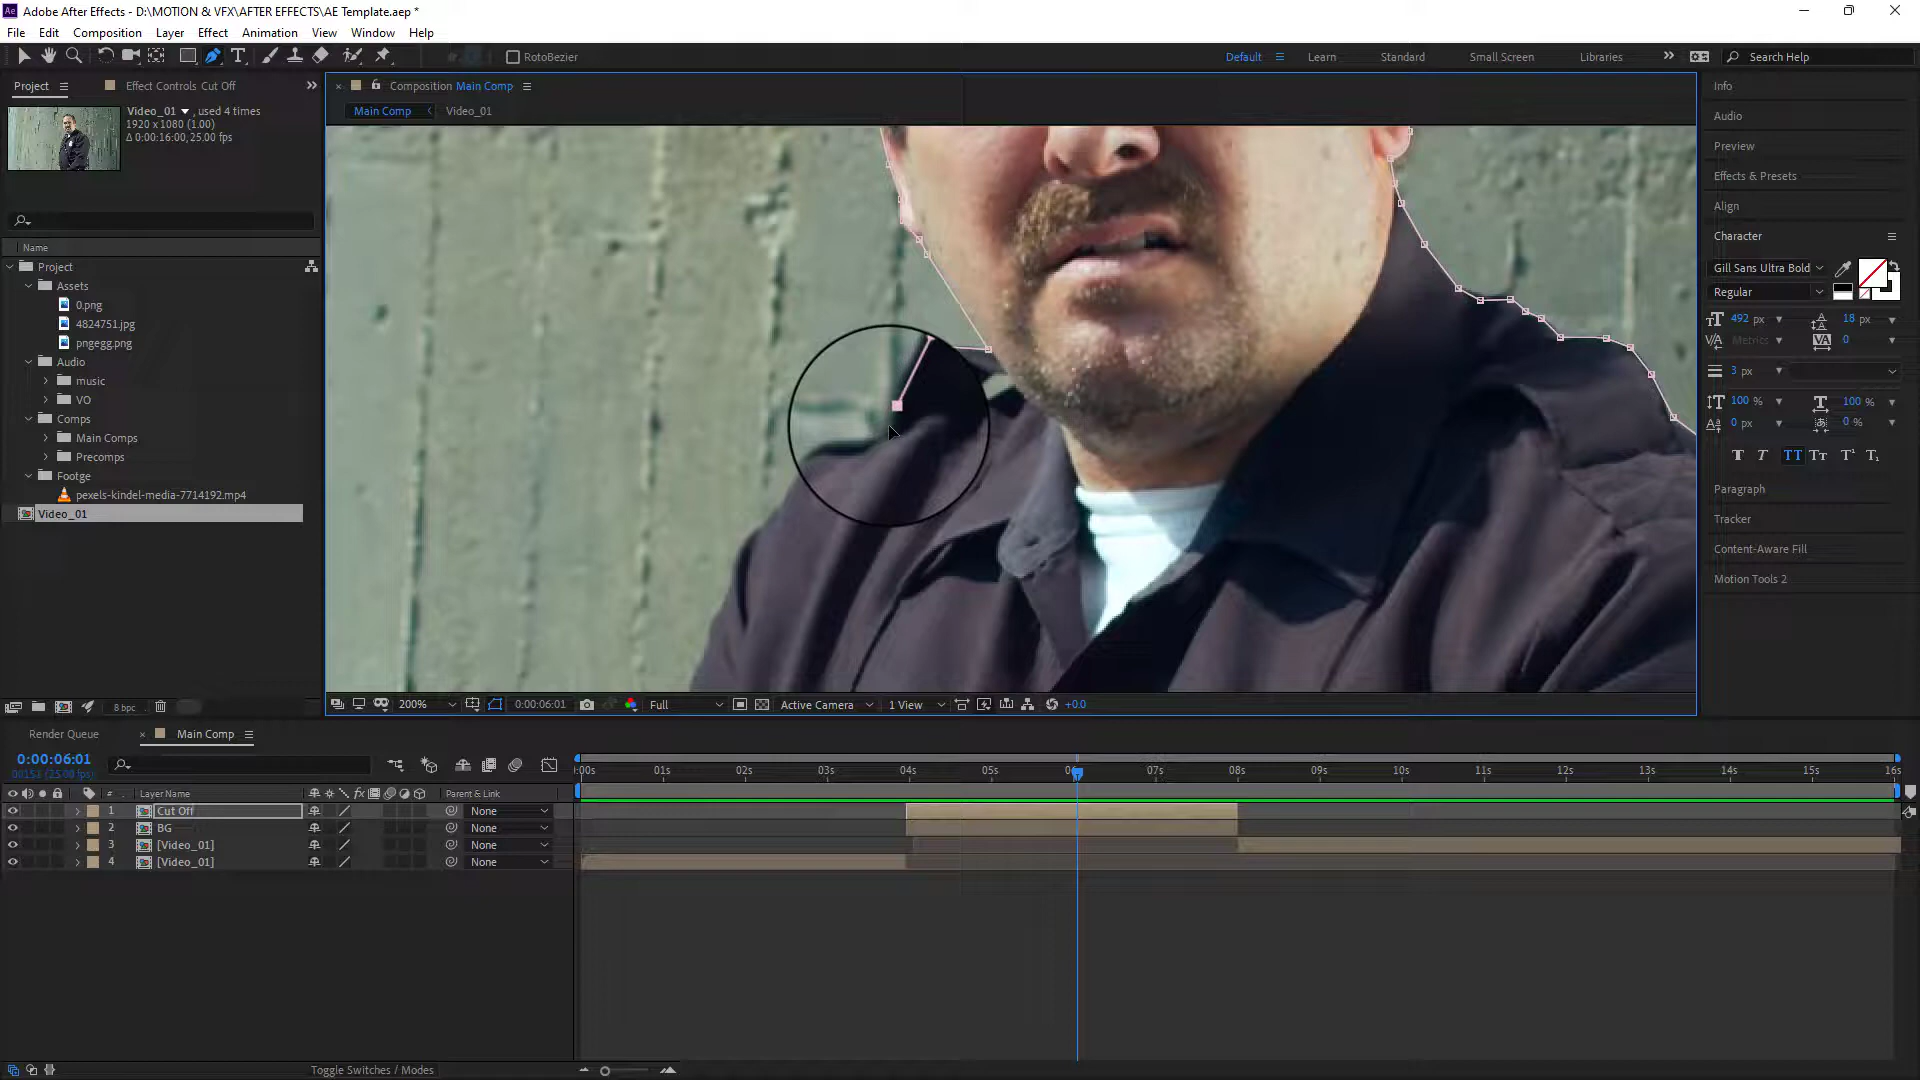 Ae Adobe After Effects - D:\MOTION & VFX\AFTER EFFECTS\AE Template.aep *
File Edit Composition Layer Effect Animation View Window Help
RotoBezier Default Learn Standard Small Screen Libraries Search Help
Project Effect Controls Cut Off
Composition Main Comp
Main Comp Video_01
Video_01 , used 4 times
1920 x 1080 (1.00)
Δ 0:00:16:00, 25.00 fps
Name
Project
Assets
0.png
4824751.jpg
pngegg.png
Audio
music
VO
Comps
Main Comps
Precomps
Footge
pexels-kindel-media-7714192.mp4
Video_01
8 bpc
200% 0:00:06:01 Full Active Camera 1 View +0.0
Info
Audio
Preview
Effects & Presets
Align
Character
Gill Sans Ultra Bold
Regular
492 px 18 px
Metrics 0
3 px
100 % 100 %
0 px 0 %
Paragraph
Tracker
Content-Aware Fill
Motion Tools 2
Render Queue Main Comp
0:00:06:01
00151 (25.00 fps)
:00s 01s 02s 03s 04s 05s 07s 08s 09s 10s 11s 12s 13s 14s 15s 16s
# Layer Name Parent & Link
1 Cut Off None
2 BG None
3 [Video_01] None
4 [Video_01] None
Toggle Switches / Modes